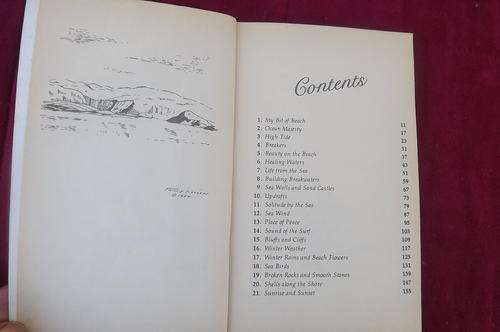 Contents
1. My Bit of Beach 11
2. Ocean Majesty 17
3. High Tide 23
4. Breakers 31
5. Beauty on the Beach 37
6. Healing Waters 43
7. Life from the Sea 51
8. Building Breakwaters 59
9. Sea Walls and Sand Castles 67
10. Updrafts 73
11. Solitude by the Sea 79
12. Sea Wind 87
13. Place of Peace 95
14. Sound of the Surf 103
15. Bluffs and Cliffs 109
16. Winter Weather 117
17. Winter Rains and Beach Flowers 125
18. Sea Birds 131
19. Broken Rocks and Smooth Stones 139
20. Shells along the Shore 147
21. Sunrise and Sunset 155